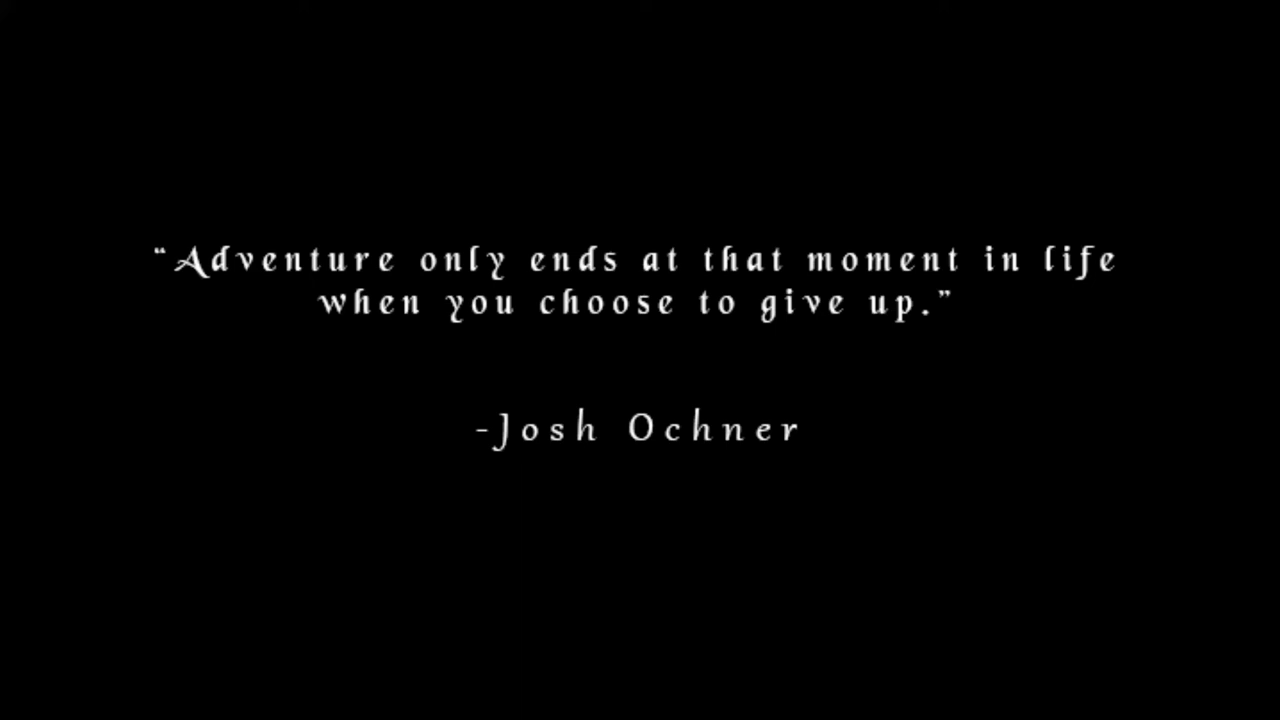 “Adventure only ends at that moment in life
when you choose to give up.”
-Josh Ochner